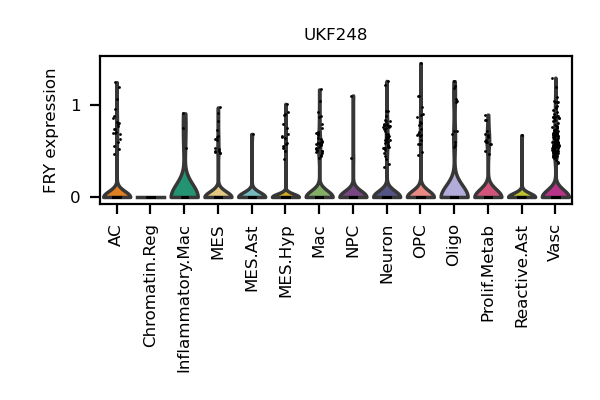 UKF248
FRY expression
1
0
AC
Chromatin.Reg
Inflammatory.Mac
MES
MES.Ast
MES.Hyp
Mac
NPC
Neuron
OPC
Oligo
Prolif.Metab
Reactive.Ast
Vasc